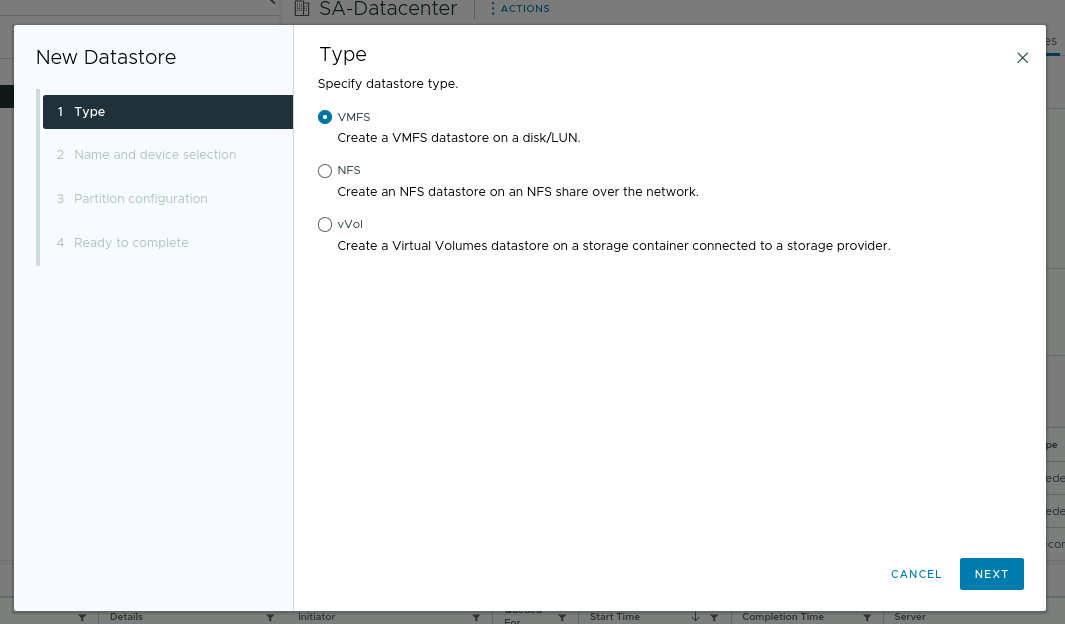 SA-Datacenter
ACTIONS
New Datastore
1 Type
2 Name and device selection
3 Partition configuration
4 Ready to complete
Type
Specify datastore type.
VMFS
Create a VMFS datastore on a disk/LUN.
NFS
Create an NFS datastore on an NFS share over the network.
vVol
Create a Virtual Volumes datastore on a storage container connected to a storage provider.
CANCEL
NEXT
Details
Initiator
For
Start Time
Completion Time
Server